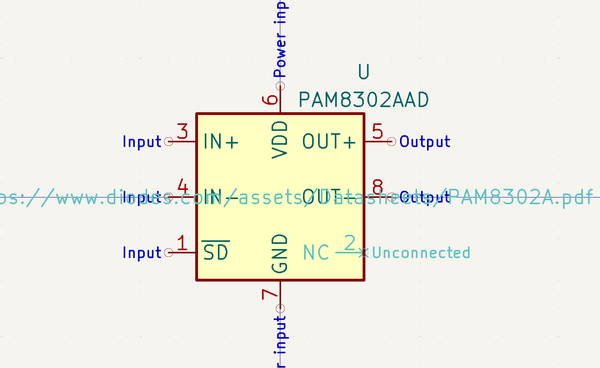 Power inp
U
PAM8302AAD
6
VDD
Input 3 IN+ OUT+ 5 Output
Input 4 IN- OUT- 8 Output
ps://www.diodes.com/assets/Datasheets/PAM8302A.pdf
Input 1 SD GND NC 2 Unconnected
7
r input